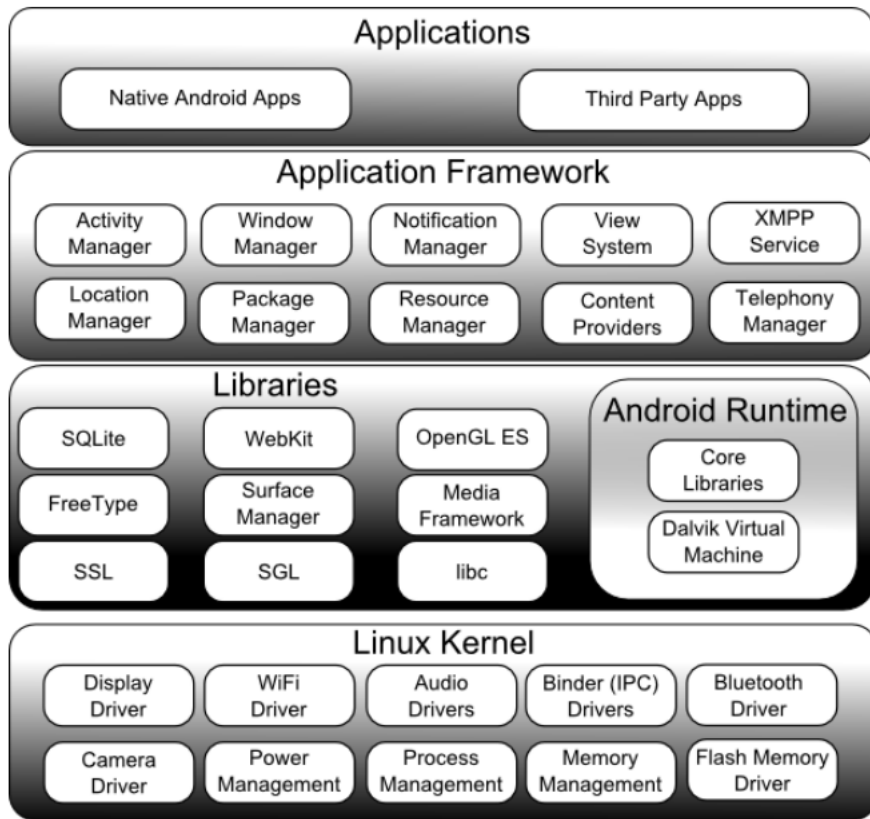 Applications
Native Android Apps
Third Party Apps
Application Framework
Activity
Manager
Window
Manager
Notification
Manager
View
System
XMPP
Service
Location
Manager
Package
Manager
Resource
Manager
Content
Providers
Telephony
Manager
Libraries
SQLite
WebKit
OpenGL ES
FreeType
Surface
Manager
Media
Framework
SSL
SGL
libc
Android Runtime
Core
Libraries
Dalvik Virtual
Machine
Linux Kernel
Display
Driver
WiFi
Driver
Audio
Drivers
Binder (IPC)
Drivers
Bluetooth
Driver
Camera
Driver
Power
Management
Process
Management
Memory
Management
Flash Memory
Driver